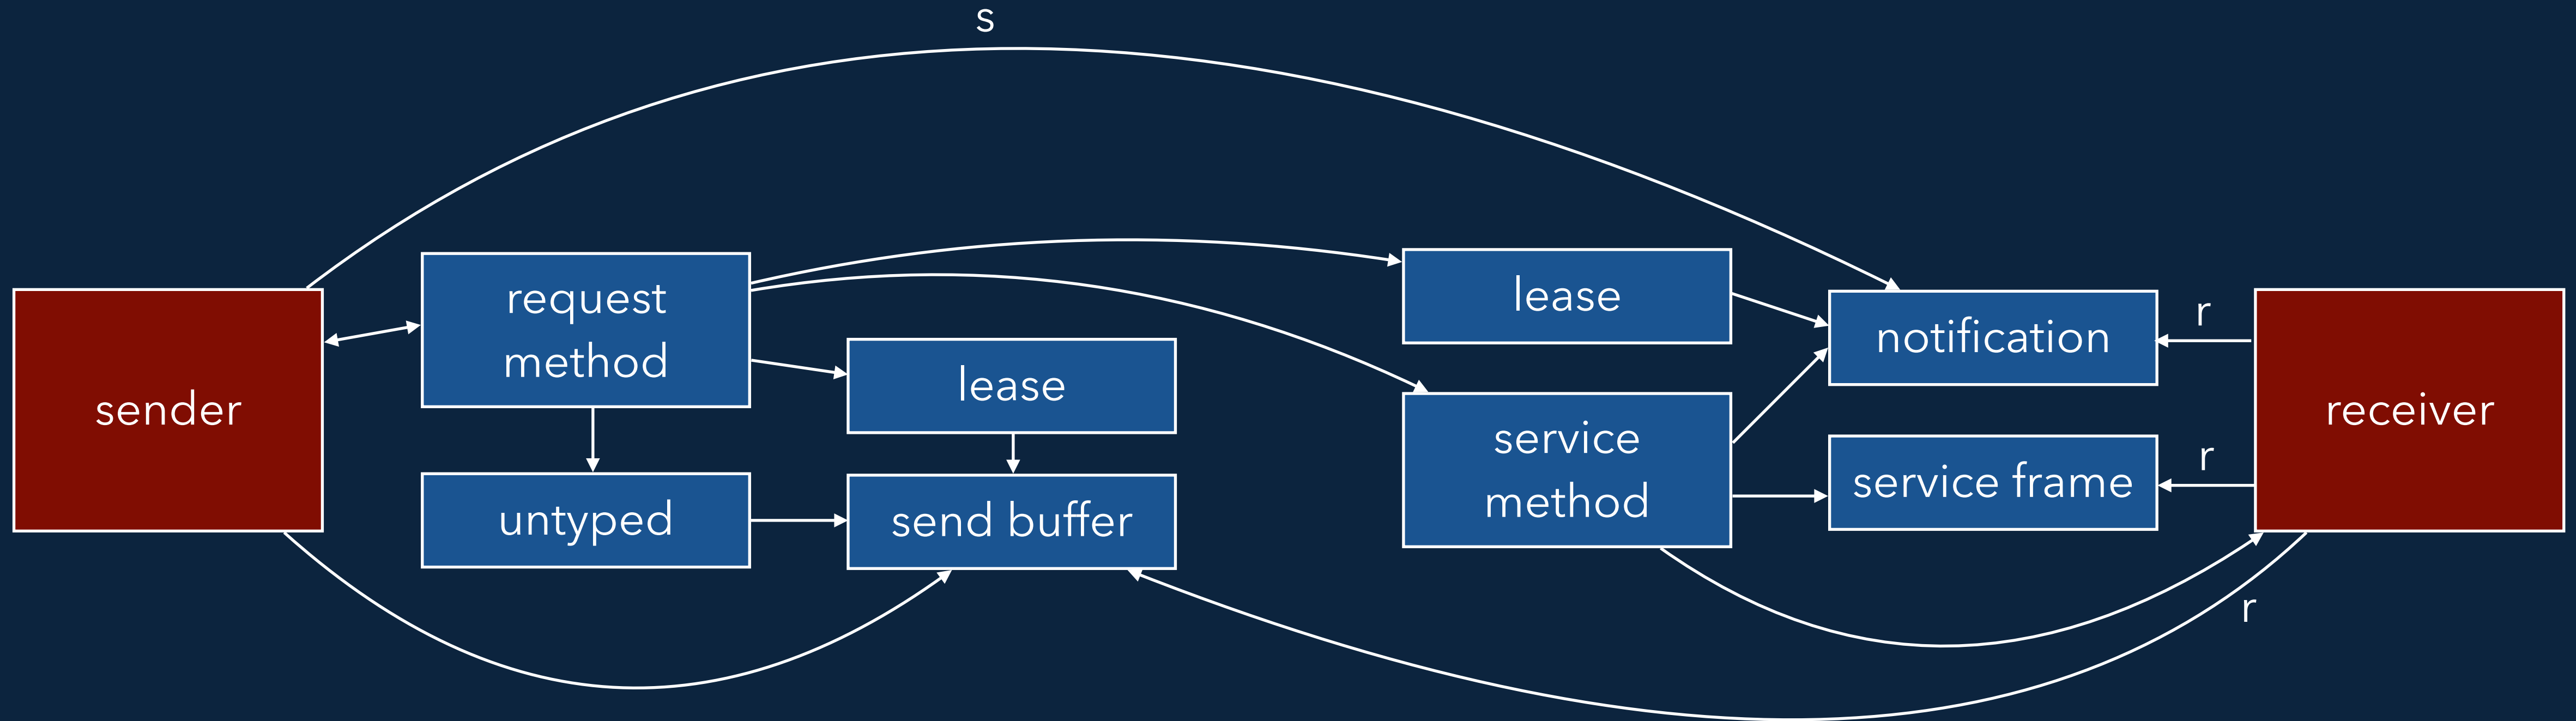 s
sender
request
method
untyped
lease
send buffer
lease
service
method
notification
service frame
r
r
receiver
r